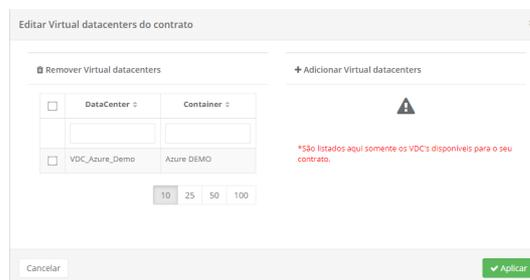 Editar Virtual datacenters do contrato
Remover Virtual datacenters
Adicionar Virtual datacenters
DataCenter
Container
VDC_Azure_Demo
Azure DEMO
*São listados aqui somente os VDC's disponíveis para o seu
contrato.
10 25 50 100
Cancelar
Aplicar